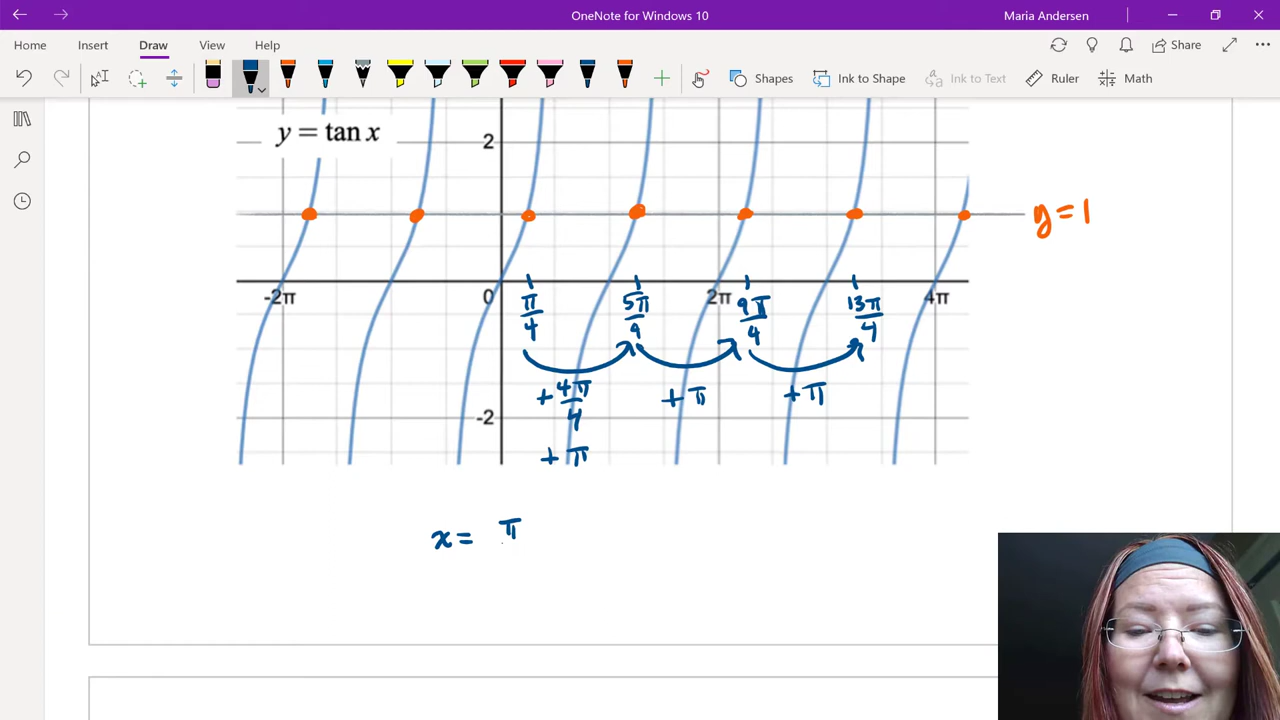 OneNote for Windows 10
Maria Andersen
Home Insert Draw View Help
Share
Shapes Ink to Shape Ink to Text Ruler Math
y = tan x
2
y = 1
-2π 0 2π 4π
π/4 5π/4 9π/4 13π/4
+ 4π/4 + π + π
-2
+ π
x = π